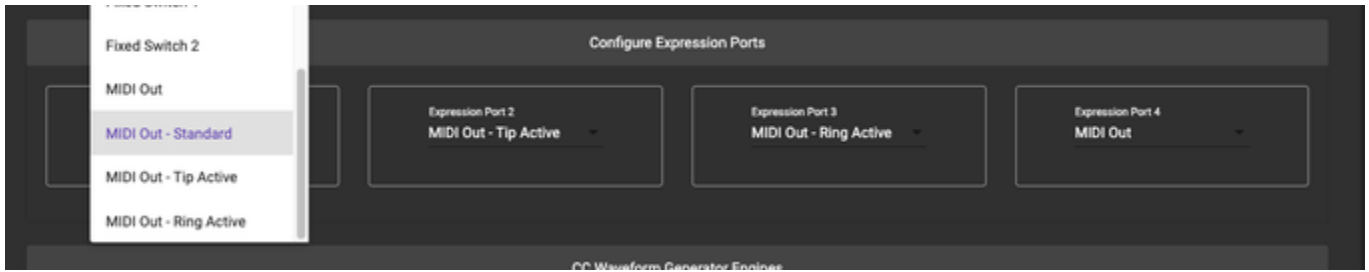 Fixed Switch 2
MIDI Out
MIDI Out - Standard
MIDI Out - Tip Active
MIDI Out - Ring Active
Configure Expression Ports
Expression Port 2
MIDI Out - Tip Active
Expression Port 3
MIDI Out - Ring Active
Expression Port 4
MIDI Out
CC Waveform Generator Engines